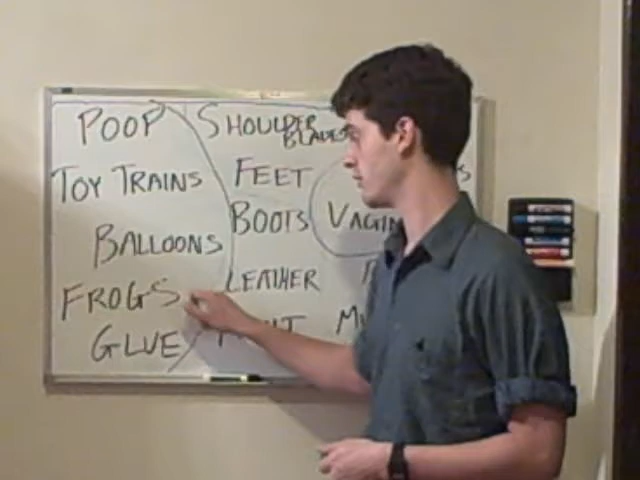 POOP
TOY TRAINS
BALLOONS
FROGS
GLUE
SHOULDER
BLADES
FEET
BOOTS
LEATHER